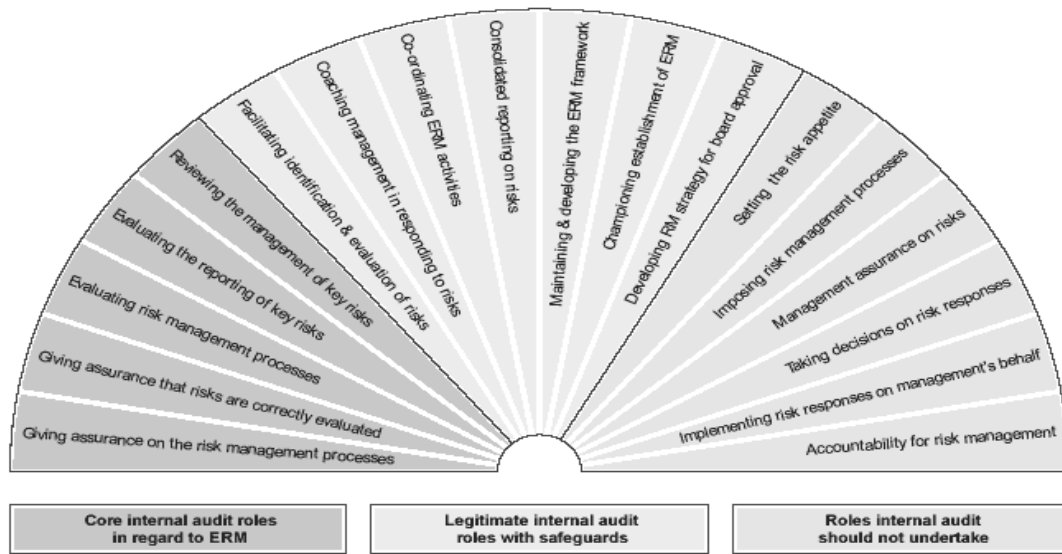 Giving assurance on the risk management processes
Giving assurance that risks are correctly evaluated
Evaluating risk management processes
Evaluating the reporting of key risks
Reviewing the management of key risks
Facilitating identification & evaluation of risks
Coaching management in responding to risks
Co-ordinating ERM activities
Consolidated reporting on risks
Maintaining & developing the ERM framework
Championing establishment of ERM
Developing RM strategy for board approval
Setting the risk appetite
Imposing risk management processes
Management assurance on risks
Taking decisions on risk responses
Implementing risk responses on management's behalf
Accountability for risk management
Core internal audit roles
in regard to ERM
Legitimate internal audit
roles with safeguards
Roles internal audit
should not undertake